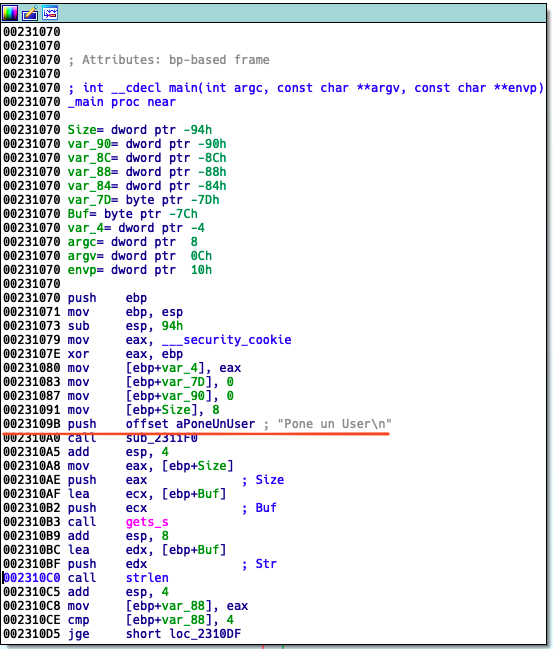 00231070
00231070
00231070 ; Attributes: bp-based frame
00231070
00231070 ; int __cdecl main(int argc, const char **argv, const char **envp)
00231070 _main proc near
00231070
00231070 Size= dword ptr -94h
00231070 var_90= dword ptr -90h
00231070 var_8C= dword ptr -8Ch
00231070 var_88= dword ptr -88h
00231070 var_84= dword ptr -84h
00231070 var_7D= byte ptr -7Dh
00231070 Buf= byte ptr -7Ch
00231070 var_4= dword ptr -4
00231070 argc= dword ptr  8
00231070 argv= dword ptr  0Ch
00231070 envp= dword ptr  10h
00231070
00231070 push    ebp
00231071 mov     ebp, esp
00231073 sub     esp, 94h
00231079 mov     eax, ___security_cookie
0023107E xor     eax, ebp
00231080 mov     [ebp+var_4], eax
00231083 mov     [ebp+var_7D], 0
00231087 mov     [ebp+var_90], 0
00231091 mov     [ebp+Size], 8
0023109B push    offset aPoneUnUser ; "Pone un User\n"
002310A0 call    sub_2311F0
002310A5 add     esp, 4
002310A8 mov     eax, [ebp+Size]
002310AE push    eax             ; Size
002310AF lea     ecx, [ebp+Buf]
002310B2 push    ecx             ; Buf
002310B3 call    gets_s
002310B9 add     esp, 8
002310BC lea     edx, [ebp+Buf]
002310BF push    edx             ; Str
002310C0 call    strlen
002310C5 add     esp, 4
002310C8 mov     [ebp+var_88], eax
002310CE cmp     [ebp+var_88], 4
002310D5 jge     short loc_2310DF